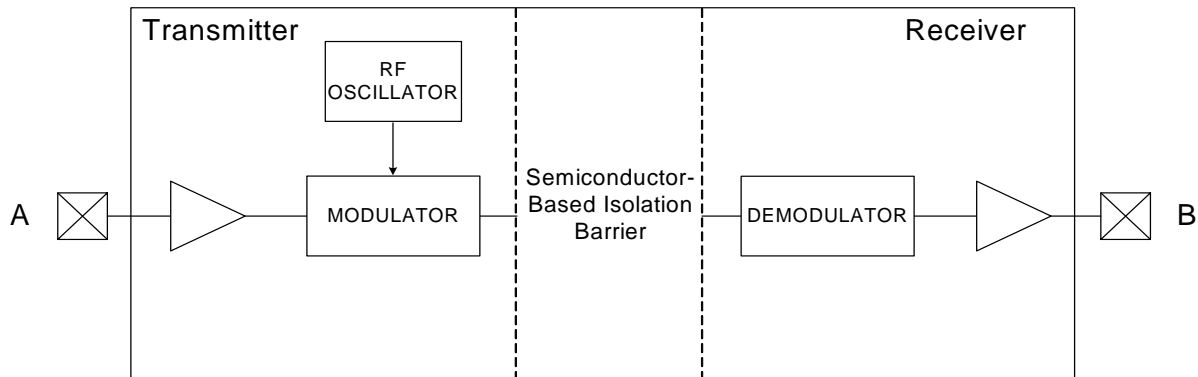 Transmitter
Receiver
RF
OSCILLATOR
A
MODULATOR
Semiconductor-
Based Isolation
Barrier
DEMODULATOR
B